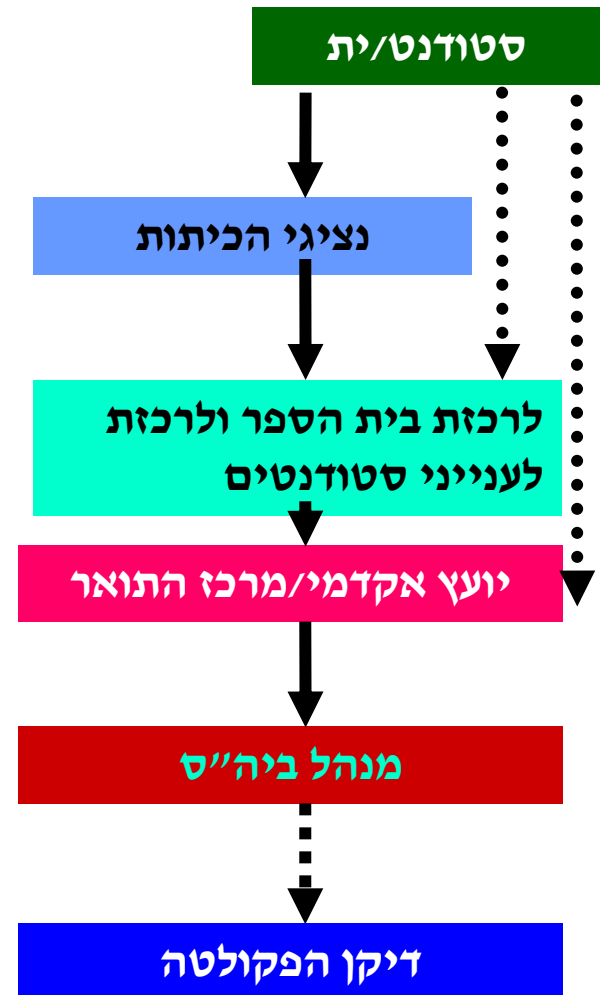 סטודנט/ית
נציגי הכיתות
לרכזת בית הספר ולרכזת
לענייני סטודנטים
יועץ אקדמי/מרכז התואר
מנהל ביה״ס
דיקן הפקולטה